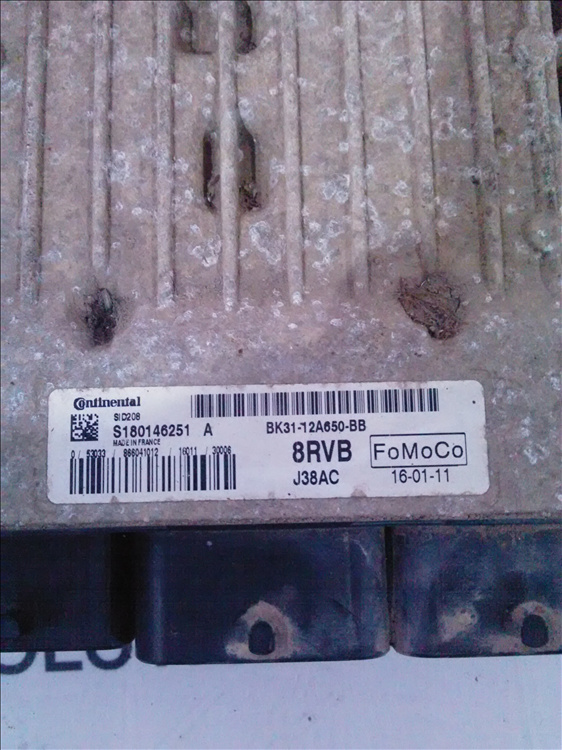 Continental
SID208
S180146251 A
MADE IN FRANCE
0 / 53033 / 866041012 / 16011 / 30006
BK31-12A650-BB
8RVB
FoMoCo
J38AC
16-01-11